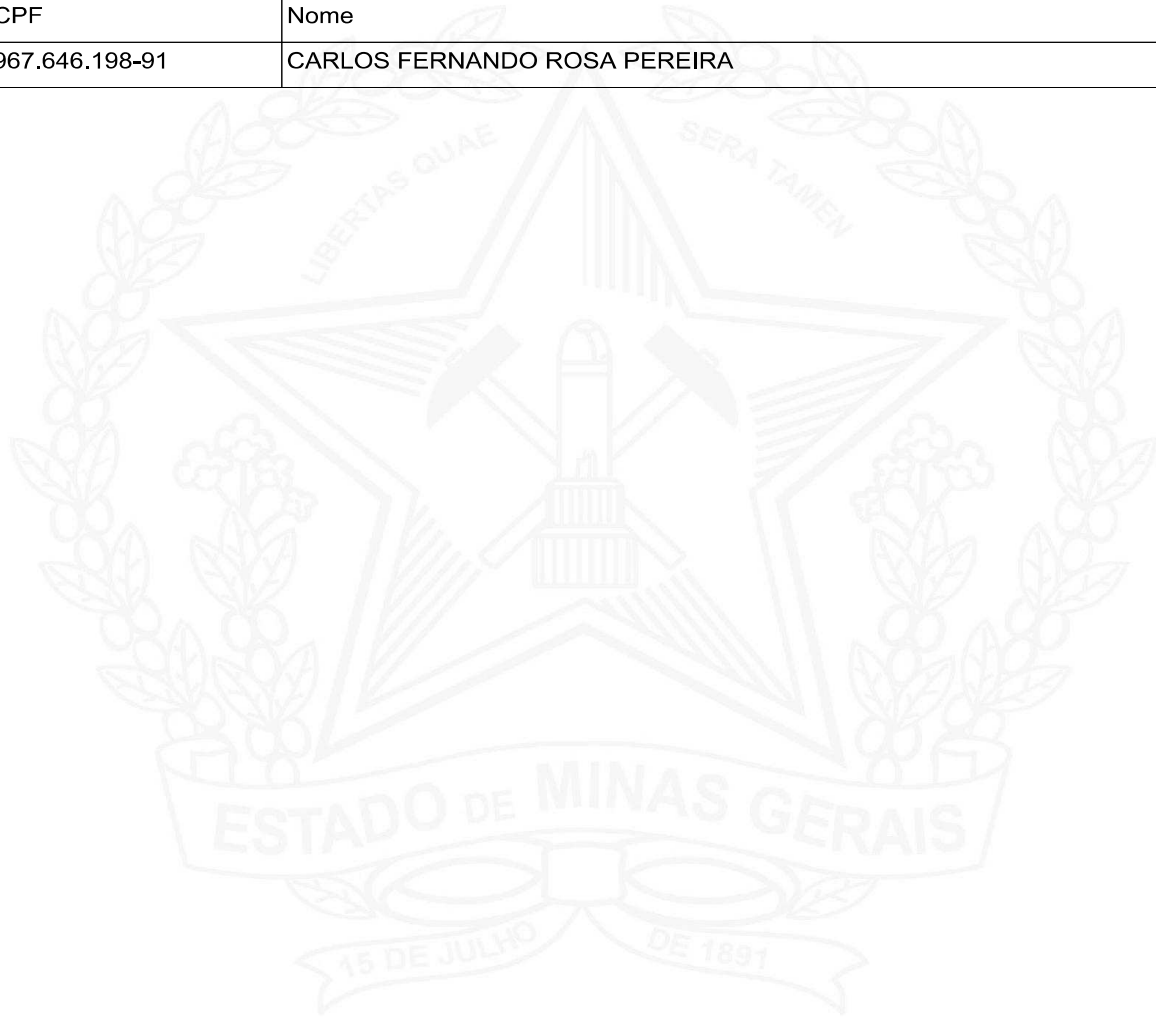 CPF Nome
967.646.198-91 CARLOS FERNANDO ROSA PEREIRA
LIBERTAS QUAE SERA TAMEN
ESTADO DE MINAS GERAIS
15 DE JULHO DE 1891